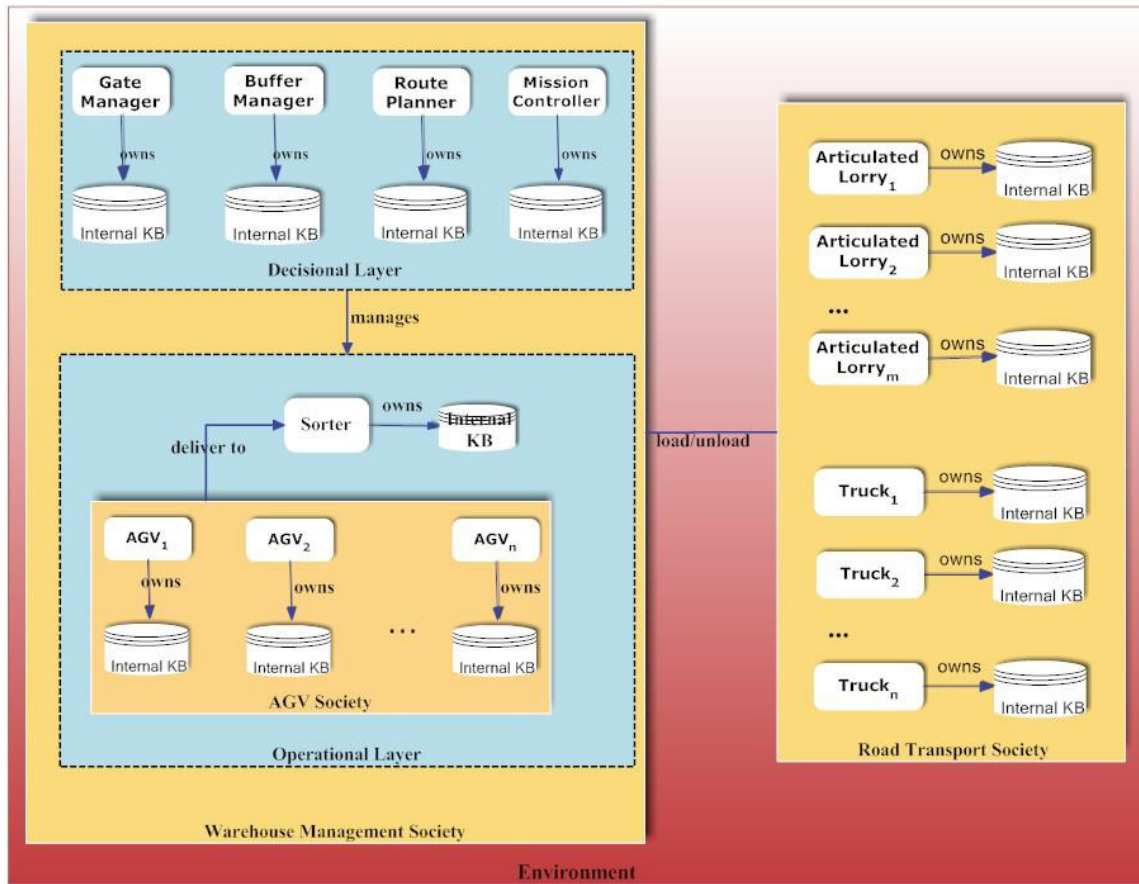 Gate
Manager
Buffer
Manager
Route
Planner
Mission
Controller
owns
owns
owns
owns
Internal KB
Internal KB
Internal KB
Internal KB
Decisional Layer
manages
Sorter
owns
Internal
KB
deliver to
AGV1
AGV2
AGVn
owns
owns
owns
...
Internal KB
Internal KB
Internal KB
AGV Society
Operational Layer
Warehouse Management Society
load/unload
Articulated
Lorry1
owns
Internal KB
Articulated
Lorry2
owns
Internal KB
...
Articulated
Lorrym
owns
Internal KB
Truck1
owns
Internal KB
Truck2
owns
Internal KB
...
Truckn
owns
Internal KB
Road Transport Society
Environment